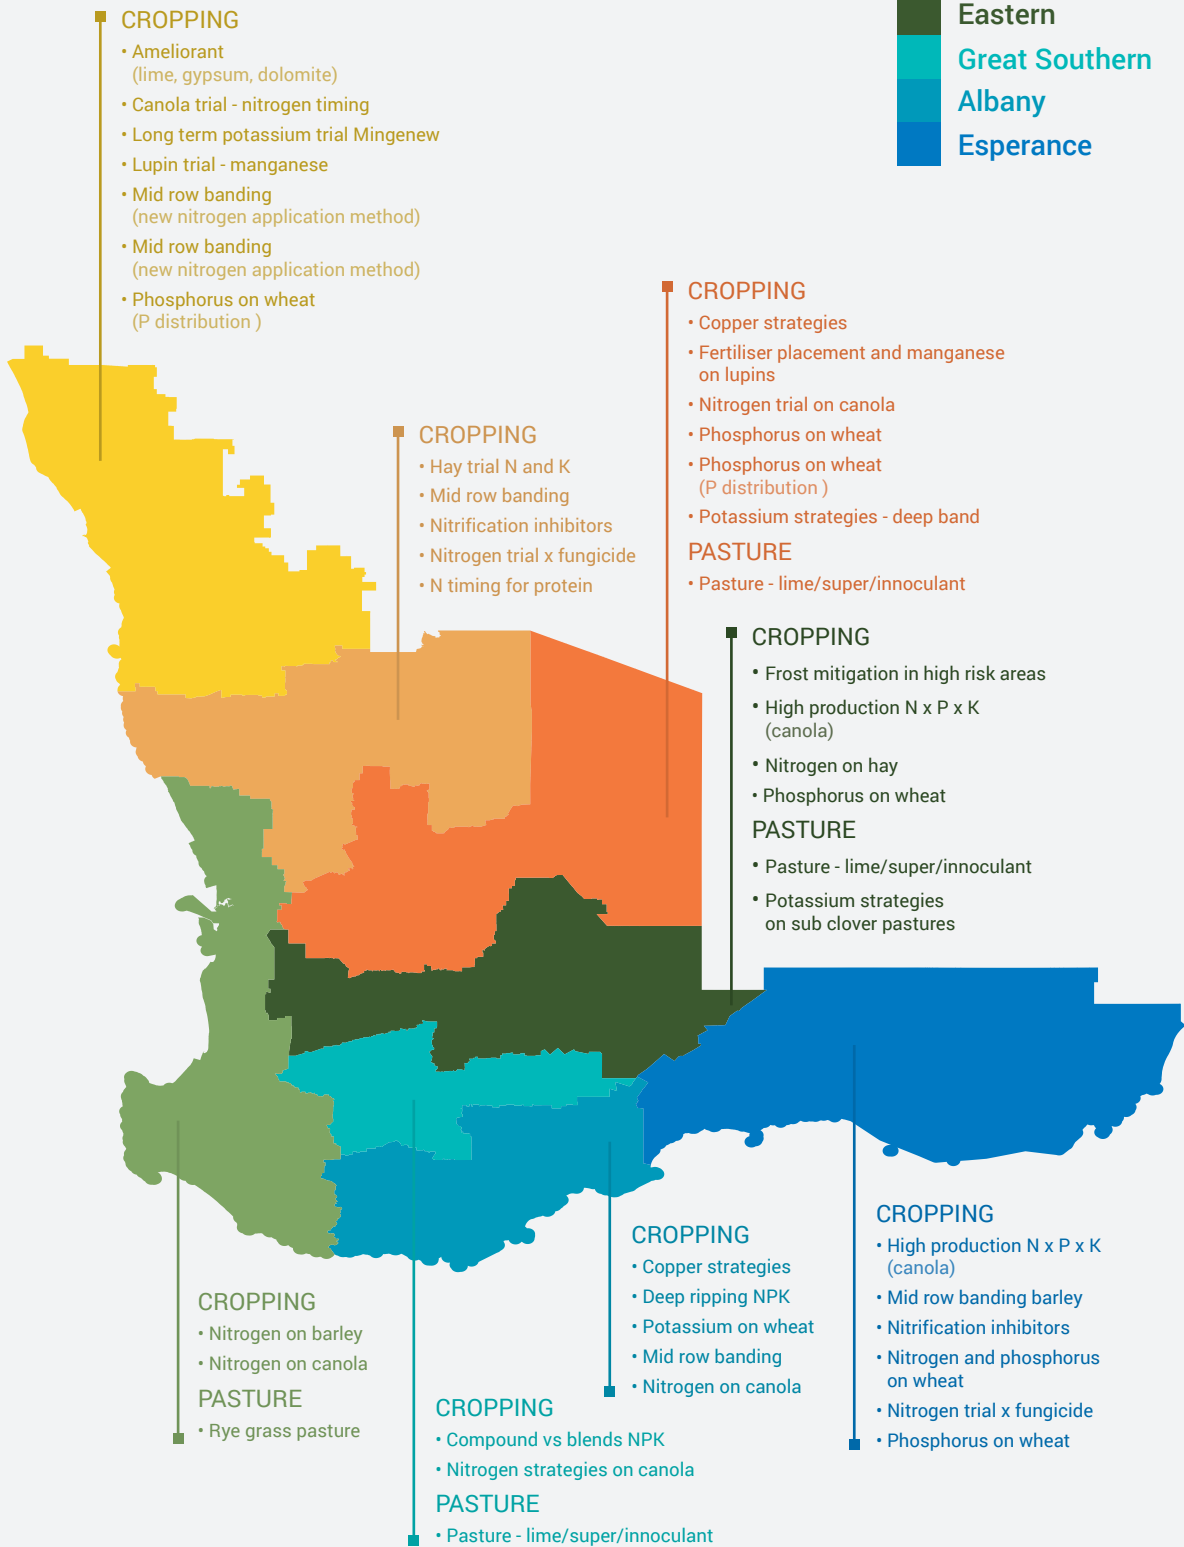 CROPPING
• Ameliorant
(lime, gypsum, dolomite)
• Canola trial - nitrogen timing
• Long term potassium trial Mingenew
• Lupin trial - manganese
• Mid row banding
(new nitrogen application method)
• Mid row banding
(new nitrogen application method)
• Phosphorus on wheat
(P distribution )
Eastern
Great Southern
Albany
Esperance
CROPPING
• Copper strategies
• Fertiliser placement and manganese
on lupins
• Nitrogen trial on canola
• Phosphorus on wheat
• Phosphorus on wheat
(P distribution )
• Potassium strategies - deep band
PASTURE
• Pasture - lime/super/innoculant
CROPPING
• Hay trial N and K
• Mid row banding
• Nitrification inhibitors
• Nitrogen trial x fungicide
• N timing for protein
CROPPING
• Frost mitigation in high risk areas
• High production N x P x K
(canola)
• Nitrogen on hay
• Phosphorus on wheat
PASTURE
• Pasture - lime/super/innoculant
• Potassium strategies
on sub clover pastures
CROPPING
• Nitrogen on barley
• Nitrogen on canola
PASTURE
• Rye grass pasture
CROPPING
• Compound vs blends NPK
• Nitrogen strategies on canola
PASTURE
• Pasture - lime/super/innoculant
CROPPING
• Copper strategies
• Deep ripping NPK
• Potassium on wheat
• Mid row banding
• Nitrogen on canola
CROPPING
• High production N x P x K
(canola)
• Mid row banding barley
• Nitrification inhibitors
• Nitrogen and phosphorus
on wheat
• Nitrogen trial x fungicide
• Phosphorus on wheat